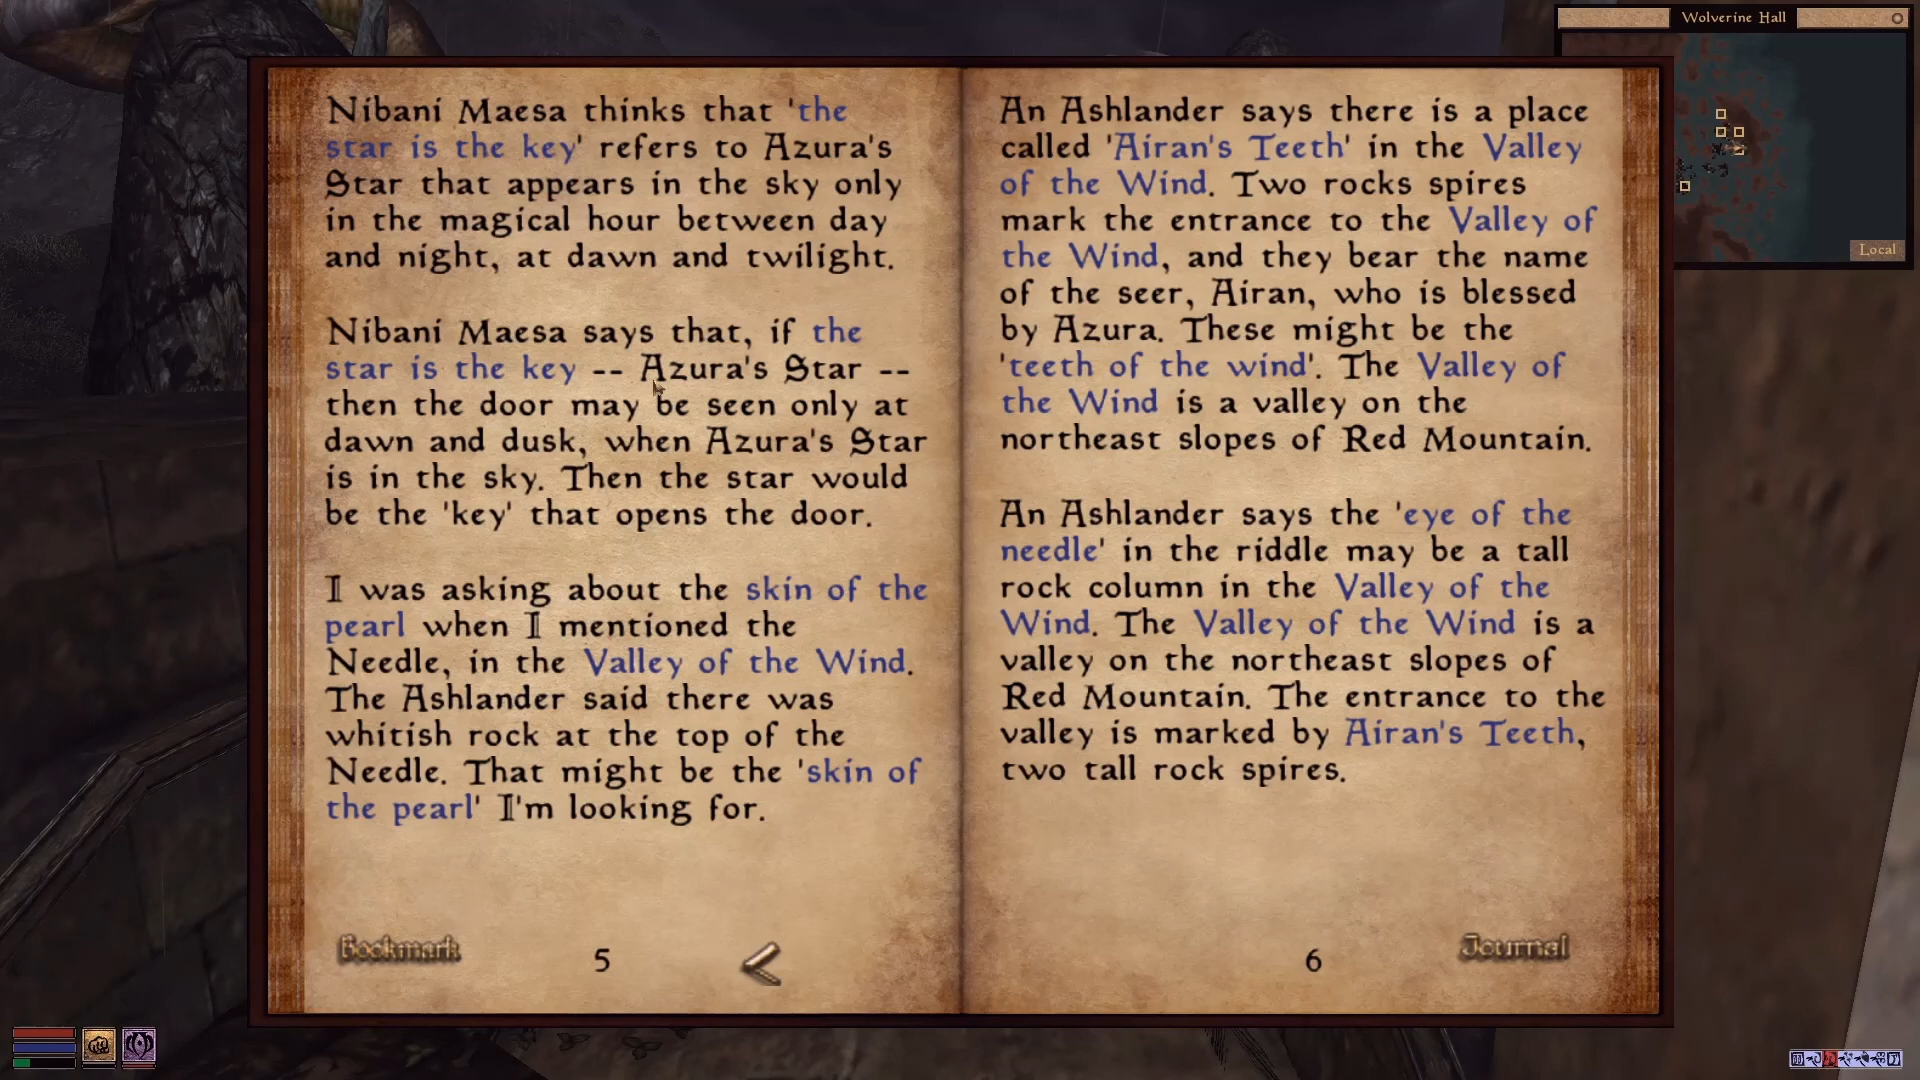 Wolverine Hall
Local
Nibani Maesa thinks that 'the
star is the key' refers to Azura's
Star that appears in the sky only
in the magical hour between day
and night, at dawn and twilight.
Nibani Maesa says that, if the
star is the key -- Azura's Star --
then the door may be seen only at
dawn and dusk, when Azura's Star
is in the sky. Then the star would
be the 'key' that opens the door.
I was asking about the skin of the
pearl when I mentioned the
Needle, in the Valley of the Wind.
The Ashlander said there was
whitish rock at the top of the
Needle. That might be the 'skin of
the pearl' I'm looking for.
Bookmark
5
An Ashlander says there is a place
called 'Airan's Teeth' in the Valley
of the Wind. Two rocks spires
mark the entrance to the Valley of
the Wind, and they bear the name
of the seer, Airan, who is blessed
by Azura. These might be the
'teeth of the wind'. The Valley of
the Wind is a valley on the
northeast slopes of Red Mountain.
An Ashlander says the 'eye of the
needle' in the riddle may be a tall
rock column in the Valley of the
Wind. The Valley of the Wind is a
valley on the northeast slopes of
Red Mountain. The entrance to the
valley is marked by Airan's Teeth,
two tall rock spires.
6
Journal